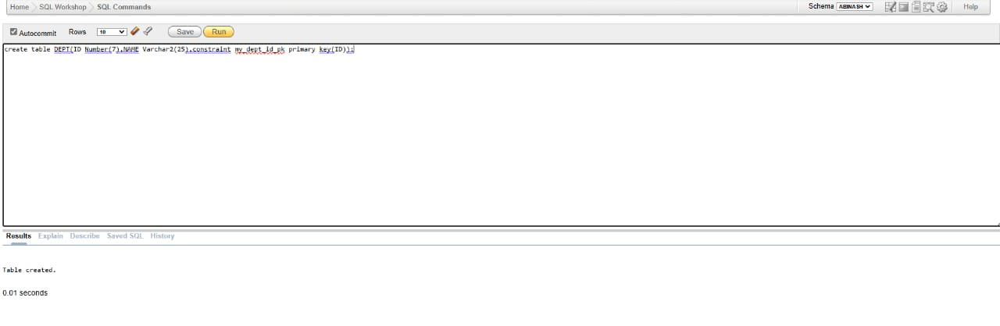 Home SQL Workshop SQL Commands Schema ABINASH Help
Autocommit Rows 10 Save Run
create table DEPT(ID Number(7),NAME Varchar2(25),constraint my_dept_id_pk primary key(ID));
Results Explain Describe Saved SQL History
Table created.
0.01 seconds